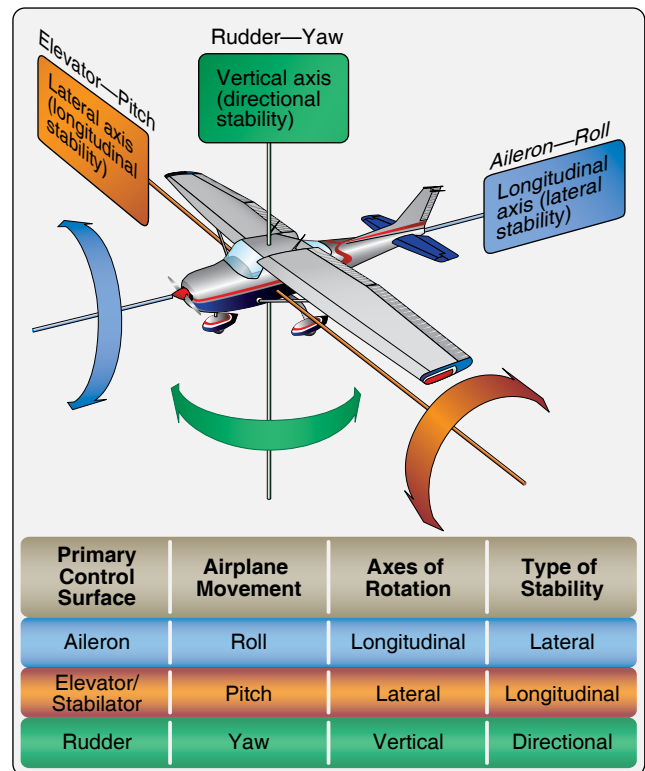 Rudder—Yaw
Vertical axis
(directional
stability)
Elevator—Pitch
Lateral axis
(longitudinal
stability)
Aileron—Roll
Longitudinal
axis (lateral
stability)
Primary
Control
Surface
Airplane
Movement
Axes of
Rotation
Type of
Stability
Aileron
Roll
Longitudinal
Lateral
Elevator/
Stabilator
Pitch
Lateral
Longitudinal
Rudder
Yaw
Vertical
Directional